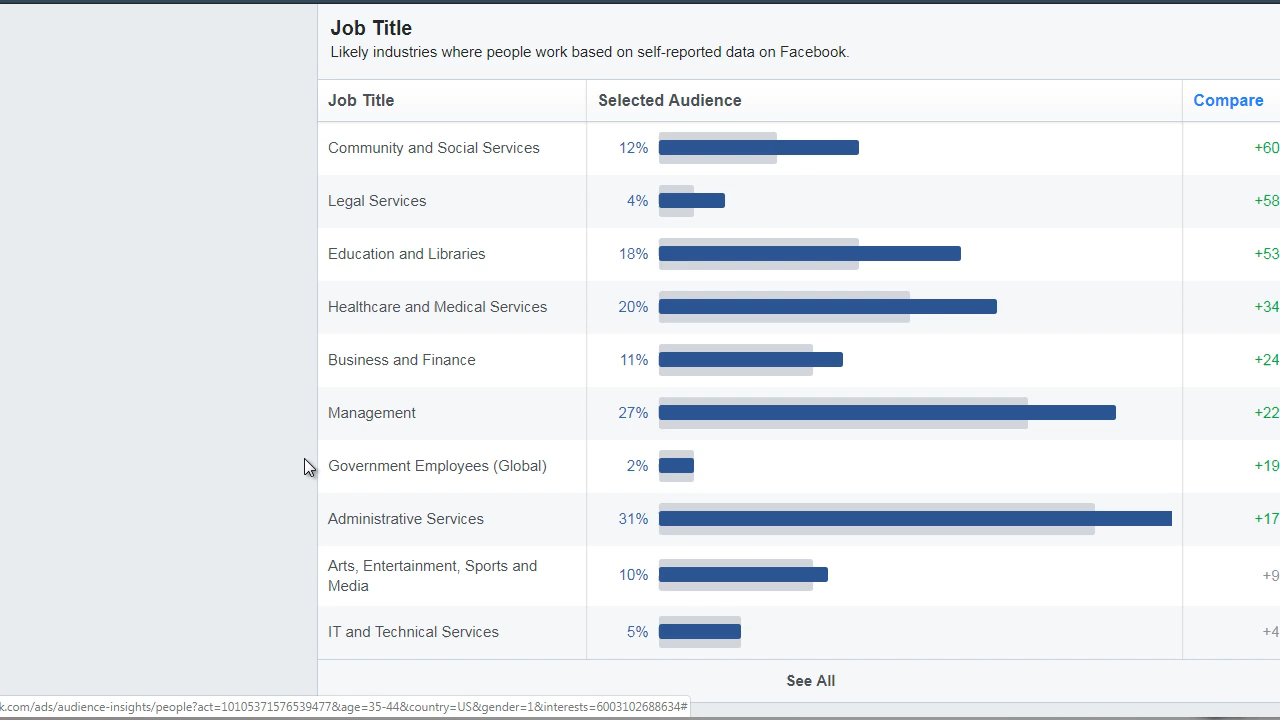 Job Title
Likely industries where people work based on self-reported data on Facebook.
Job Title Selected Audience Compare
Community and Social Services 12% +60
Legal Services 4% +58
Education and Libraries 18% +53
Healthcare and Medical Services 20% +34
Business and Finance 11% +24
Management 27% +22
Government Employees (Global) 2% +19
Administrative Services 31% +17
Arts, Entertainment, Sports and
Media 10% +9
IT and Technical Services 5% +4
See All
k.com/ads/audience-insights/people?act=10105371576539477&age=35-44&country=US&gender=1&interests=6003102688634#